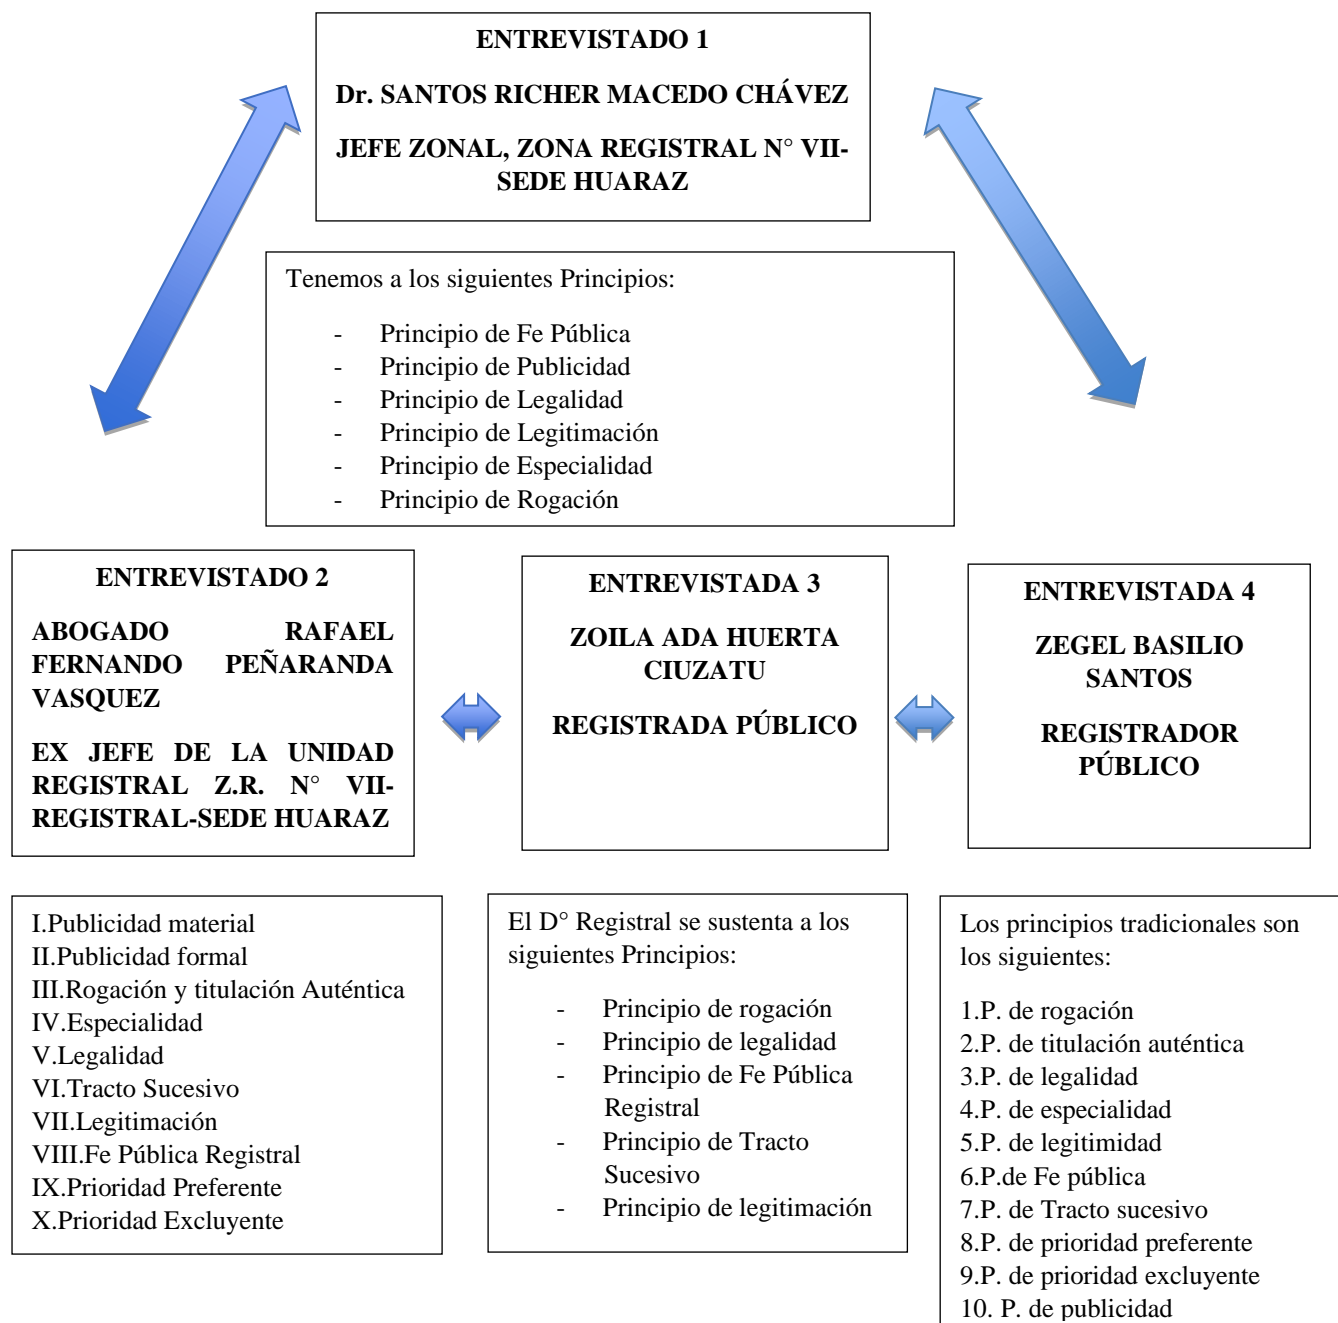 ENTREVISTADO 1
Dr. SANTOS RICHER MACEDO CHÁVEZ
JEFE ZONAL, ZONA REGISTRAL N° VII-
SEDE HUARAZ
Tenemos a los siguientes Principios:
- Principio de Fe Pública
- Principio de Publicidad
- Principio de Legalidad
- Principio de Legitimación
- Principio de Especialidad
- Principio de Rogación
ENTREVISTADO 2
ABOGADO RAFAEL
FERNANDO PEÑARANDA
VASQUEZ
EX JEFE DE LA UNIDAD
REGISTRAL Z.R. N° VII-
REGISTRAL-SEDE HUARAZ
ENTREVISTADA 3
ZOILA ADA HUERTA
CIUZATU
REGISTRADA PÚBLICO
ENTREVISTADA 4
ZEGEL BASILIO
SANTOS
REGISTRADOR
PÚBLICO
I.Publicidad material
II.Publicidad formal
III.Rogación y titulación Auténtica
IV.Especialidad
V.Legalidad
VI.Tracto Sucesivo
VII.Legitimación
VIII.Fe Pública Registral
IX.Prioridad Preferente
X.Prioridad Excluyente
El D° Registral se sustenta a los
siguientes Principios:
- Principio de rogación
- Principio de legalidad
- Principio de Fe Pública
Registral
- Principio de Tracto
Sucesivo
- Principio de legitimación
Los principios tradicionales son
los siguientes:
1.P. de rogación
2.P. de titulación auténtica
3.P. de legalidad
4.P. de especialidad
5.P. de legitimidad
6.P.de Fe pública
7.P. de Tracto sucesivo
8.P. de prioridad preferente
9.P. de prioridad excluyente
10. P. de publicidad